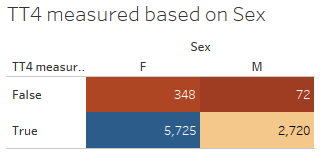 TT4 measured based on Sex
Sex
TT4 measur.. F M
False 348 72
True 5,725 2,720